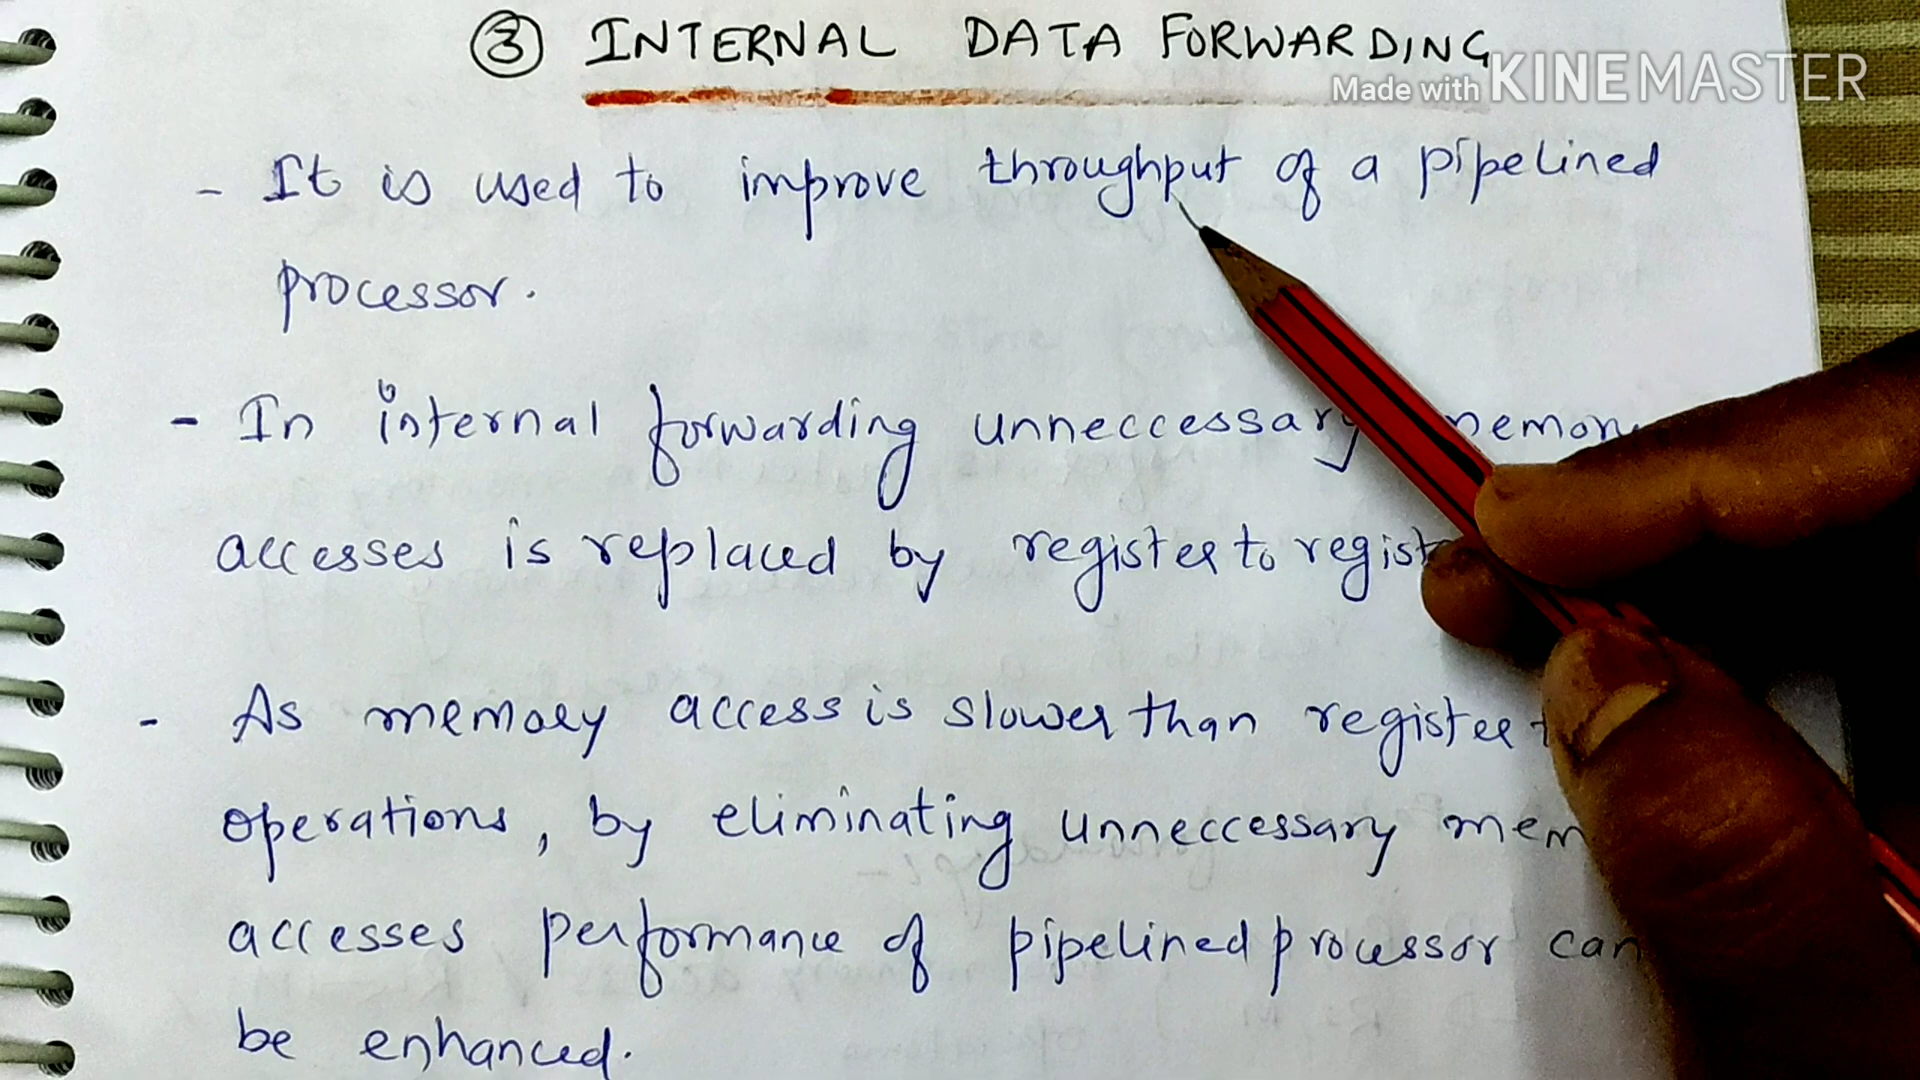 ③ INTERNAL DATA FORWARDING
Made with KINEMASTER
- It is used to improve throughput of a pipelined
processor.
- In internal forwarding unneccessary
accesses is replaced by register to
- As memory access is slower than register
operations, by eliminating unneccessary
accesses performance of pipelined processor can
be enhanced.